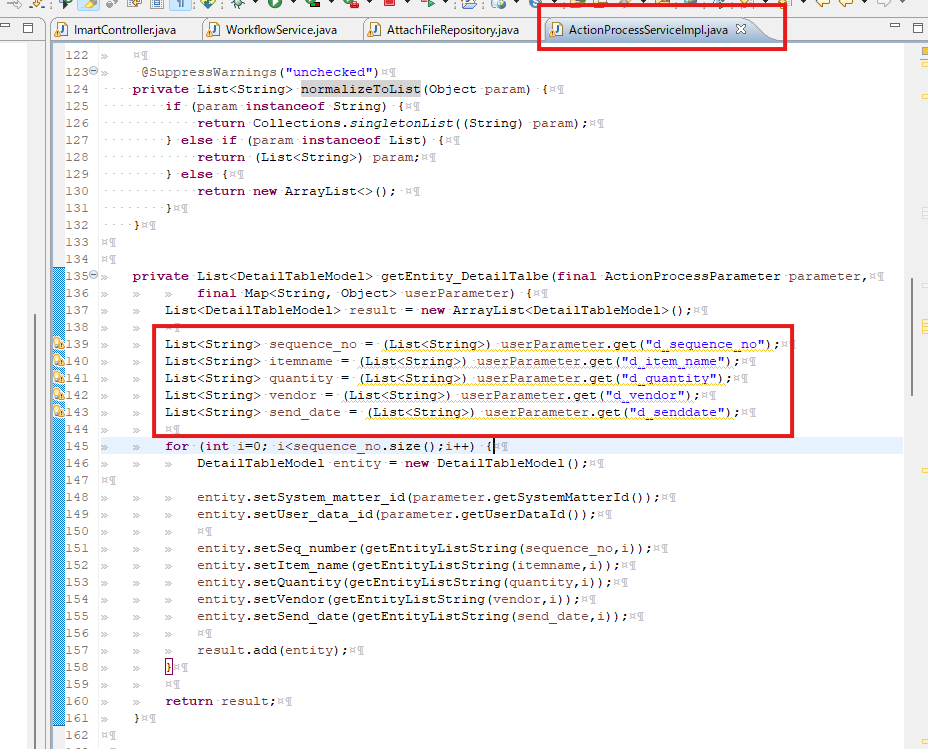 ImartController.java WorkflowService.java AttachFileRepository.java ActionProcessServiceImpl.java
122
123 @SuppressWarnings("unchecked")
124 private List<String> normalizeToList(Object param) {
125 if (param instanceof String) {
126 return Collections.singletonList((String) param);
127 } else if (param instanceof List) {
128 return (List<String>) param;
129 } else {
130 return new ArrayList<>();
131 }
132 }
133
134
135 private List<DetailTableModel> getEntity_DetailTalbe(final ActionProcessParameter parameter,
136 final Map<String, Object> userParameter) {
137 List<DetailTableModel> result = new ArrayList<DetailTableModel>();
138
139 List<String> sequence_no = (List<String>) userParameter.get("d_sequence_no");
140 List<String> itemname = (List<String>) userParameter.get("d_item_name");
141 List<String> quantity = (List<String>) userParameter.get("d_quantity");
142 List<String> vendor = (List<String>) userParameter.get("d_vendor");
143 List<String> send_date = (List<String>) userParameter.get("d_senddate");
144
145 for (int i=0; i<sequence_no.size();i++) {
146 DetailTableModel entity = new DetailTableModel();
147
148 entity.setSystem_matter_id(parameter.getSystemMatterId());
149 entity.setUser_data_id(parameter.getUserDataId());
150
151 entity.setSeq_number(getEntityListString(sequence_no,i));
152 entity.setItem_name(getEntityListString(itemname,i));
153 entity.setQuantity(getEntityListString(quantity,i));
154 entity.setVendor(getEntityListString(vendor,i));
155 entity.setSend_date(getEntityListString(send_date,i));
156
157 result.add(entity);
158 }
159
160 return result;
161 }
162